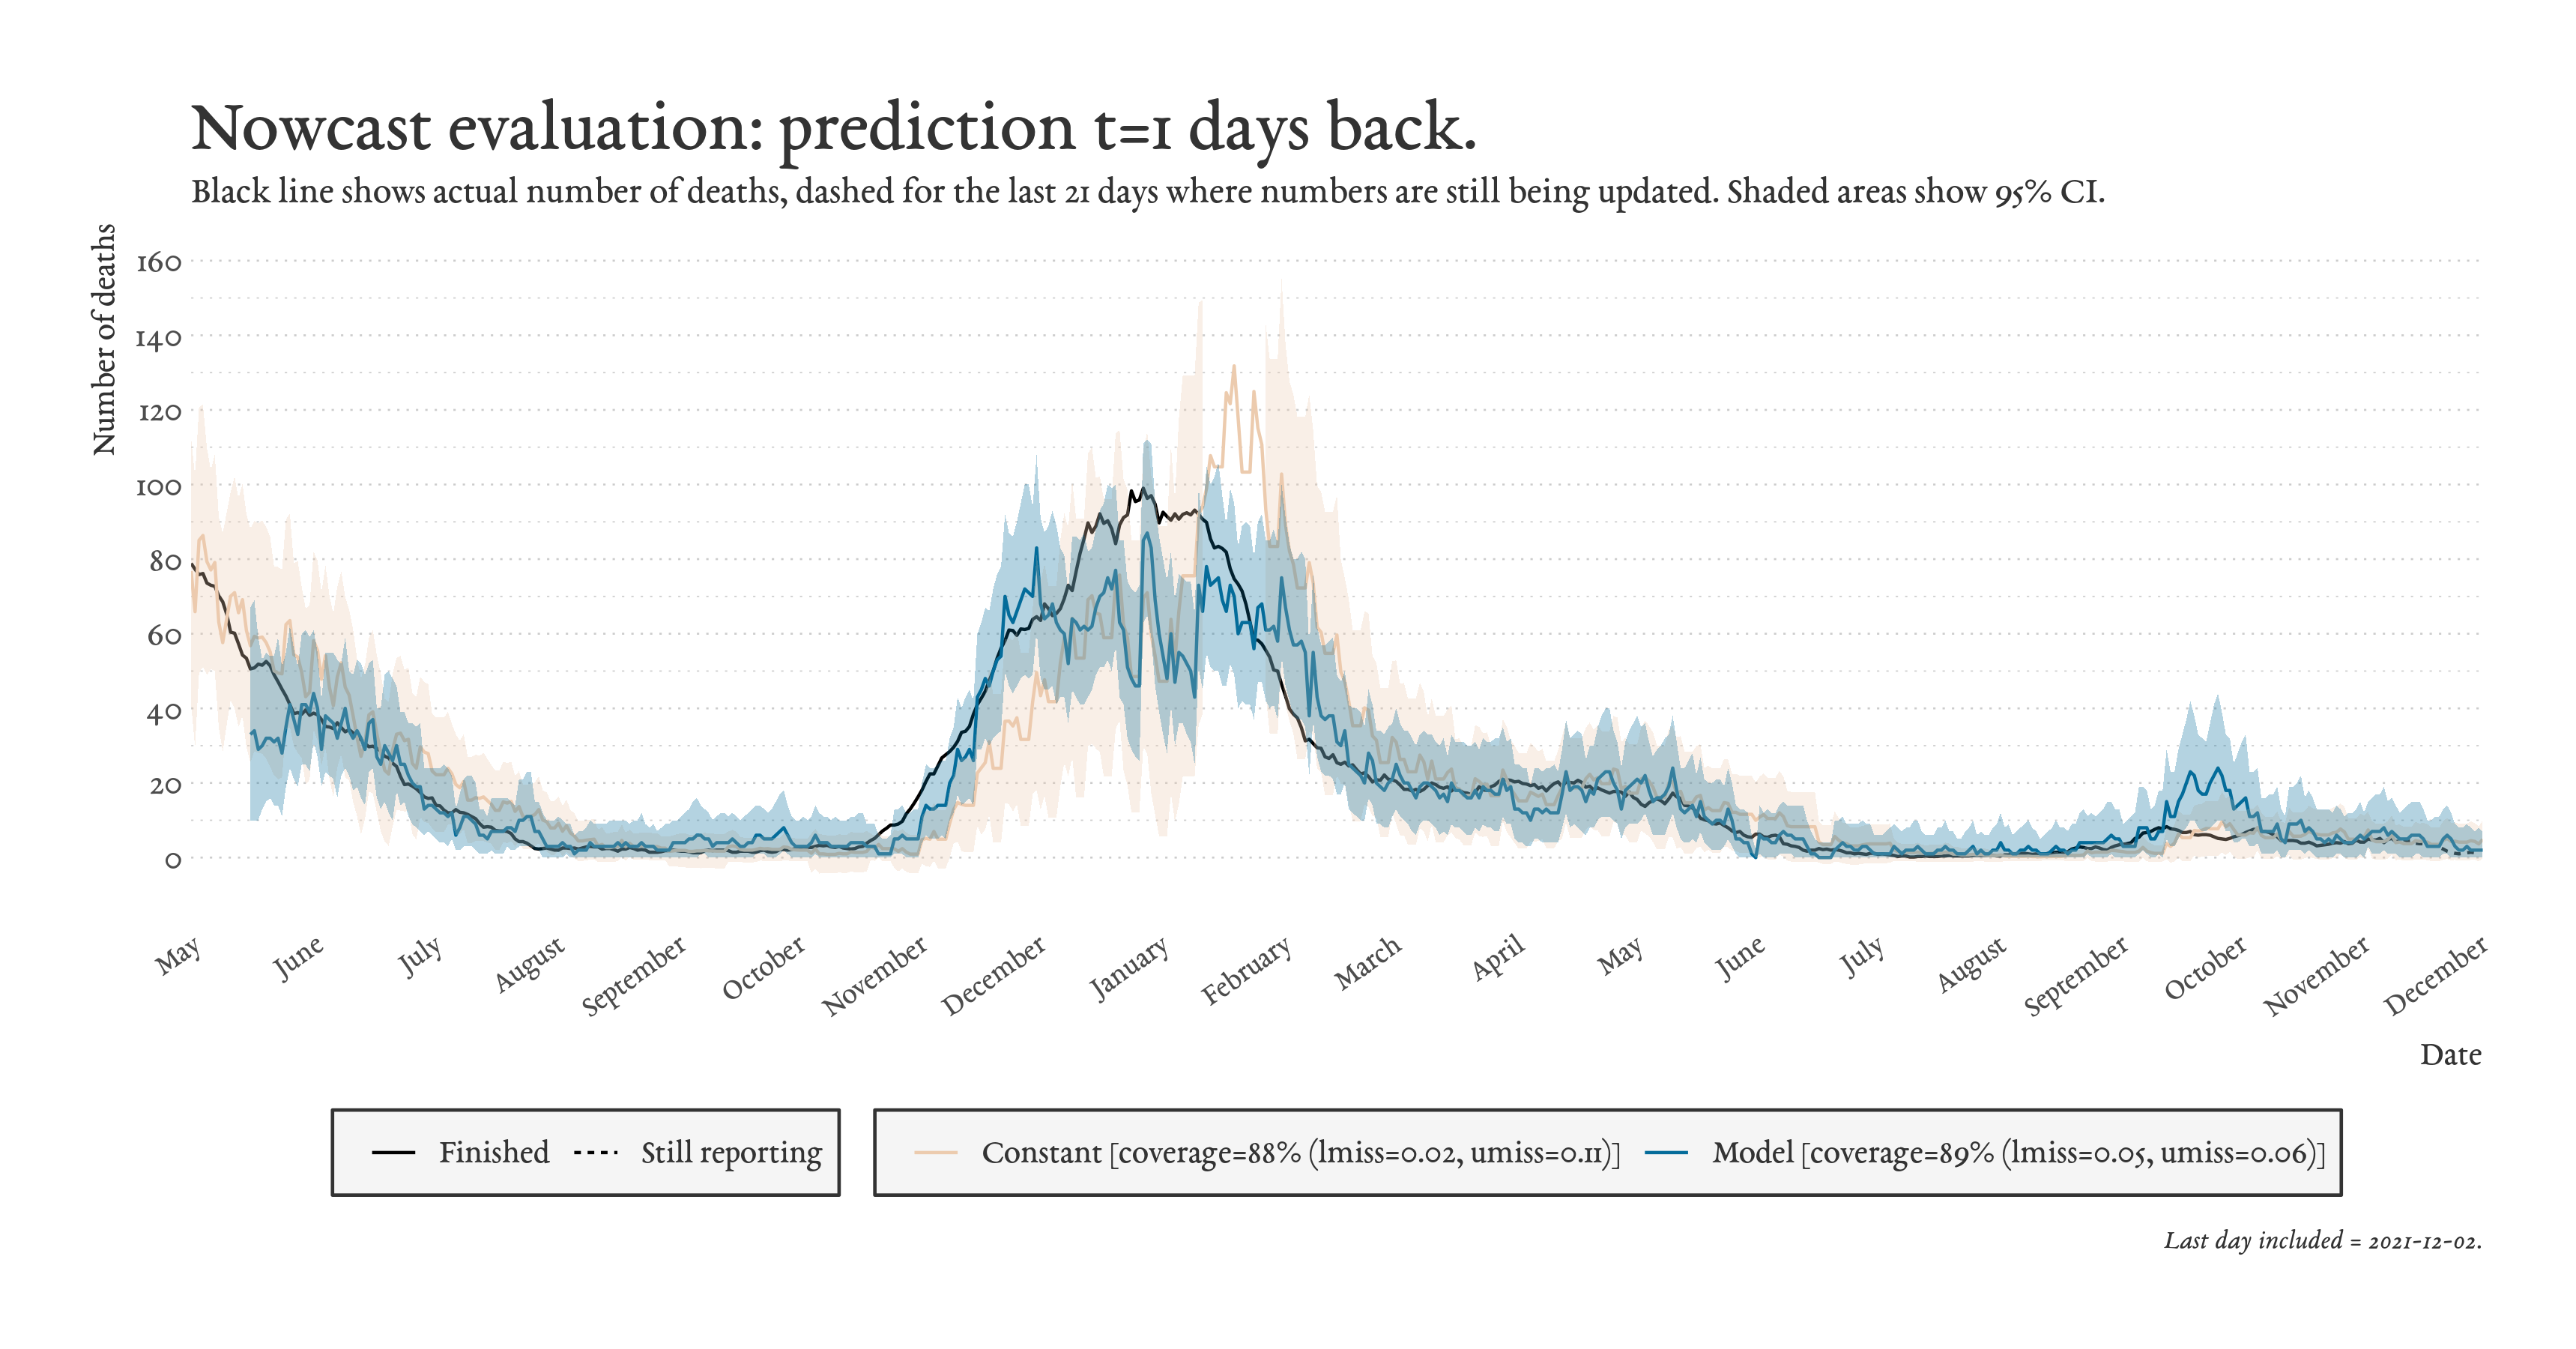 Nowcast evaluation: prediction t=1 days back.
Black line shows actual number of deaths, dashed for the last 21 days where numbers are still being updated. Shaded areas show 95% CI.
Number of deaths
160
140
120
100
80
60
40
20
0
May
June
July
August
September
October
November
December
January
February
March
April
May
June
July
August
September
October
November
December
Date
Finished
Still reporting
Constant [coverage=88% (lmiss=0.02, umiss=0.11)]
Model [coverage=89% (lmiss=0.05, umiss=0.06)]
Last day included = 2021-12-02.